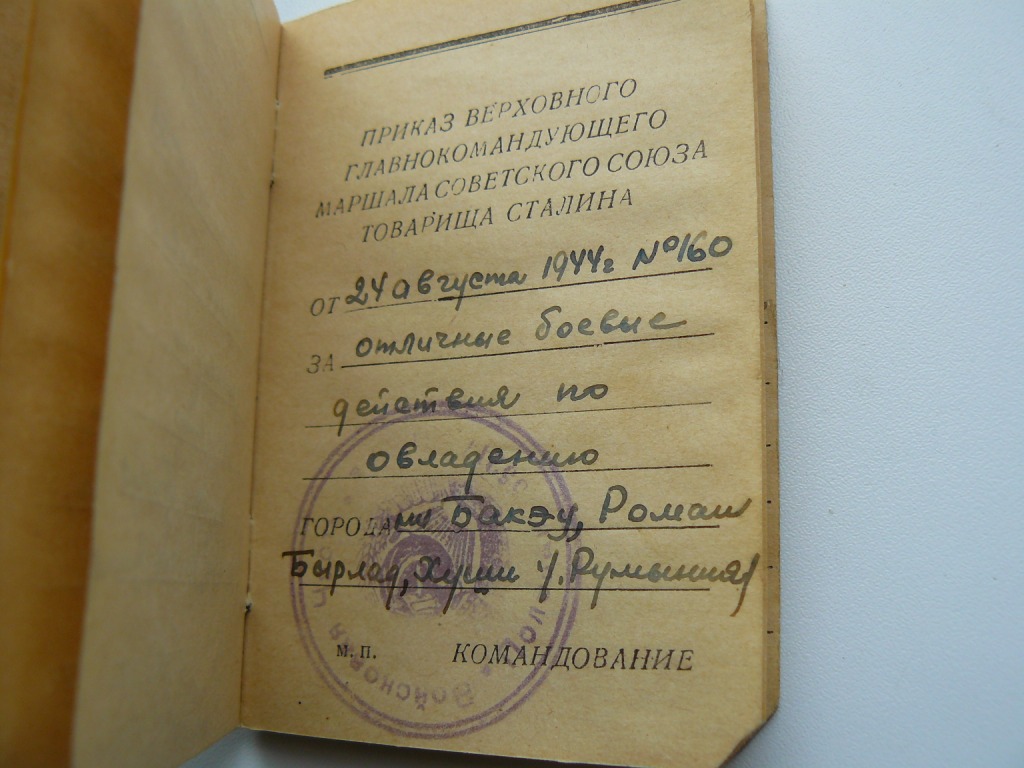 ПРИКАЗ ВЕРХОВНОГО
ГЛАВНОКОМАНДУЮЩЕГО
МАРШАЛА СОВЕТСКОГО СОЮЗА
ТОВАРИЩА СТАЛИНА
ОТ 24 августа 1944г №160
ЗА отличные боевые
действия по
овладению
ГОРОДАми Бакэу, Роман
Бырлад, Хуши /Румыния/
М. П. КОМАНДОВАНИЕ
Войсковая